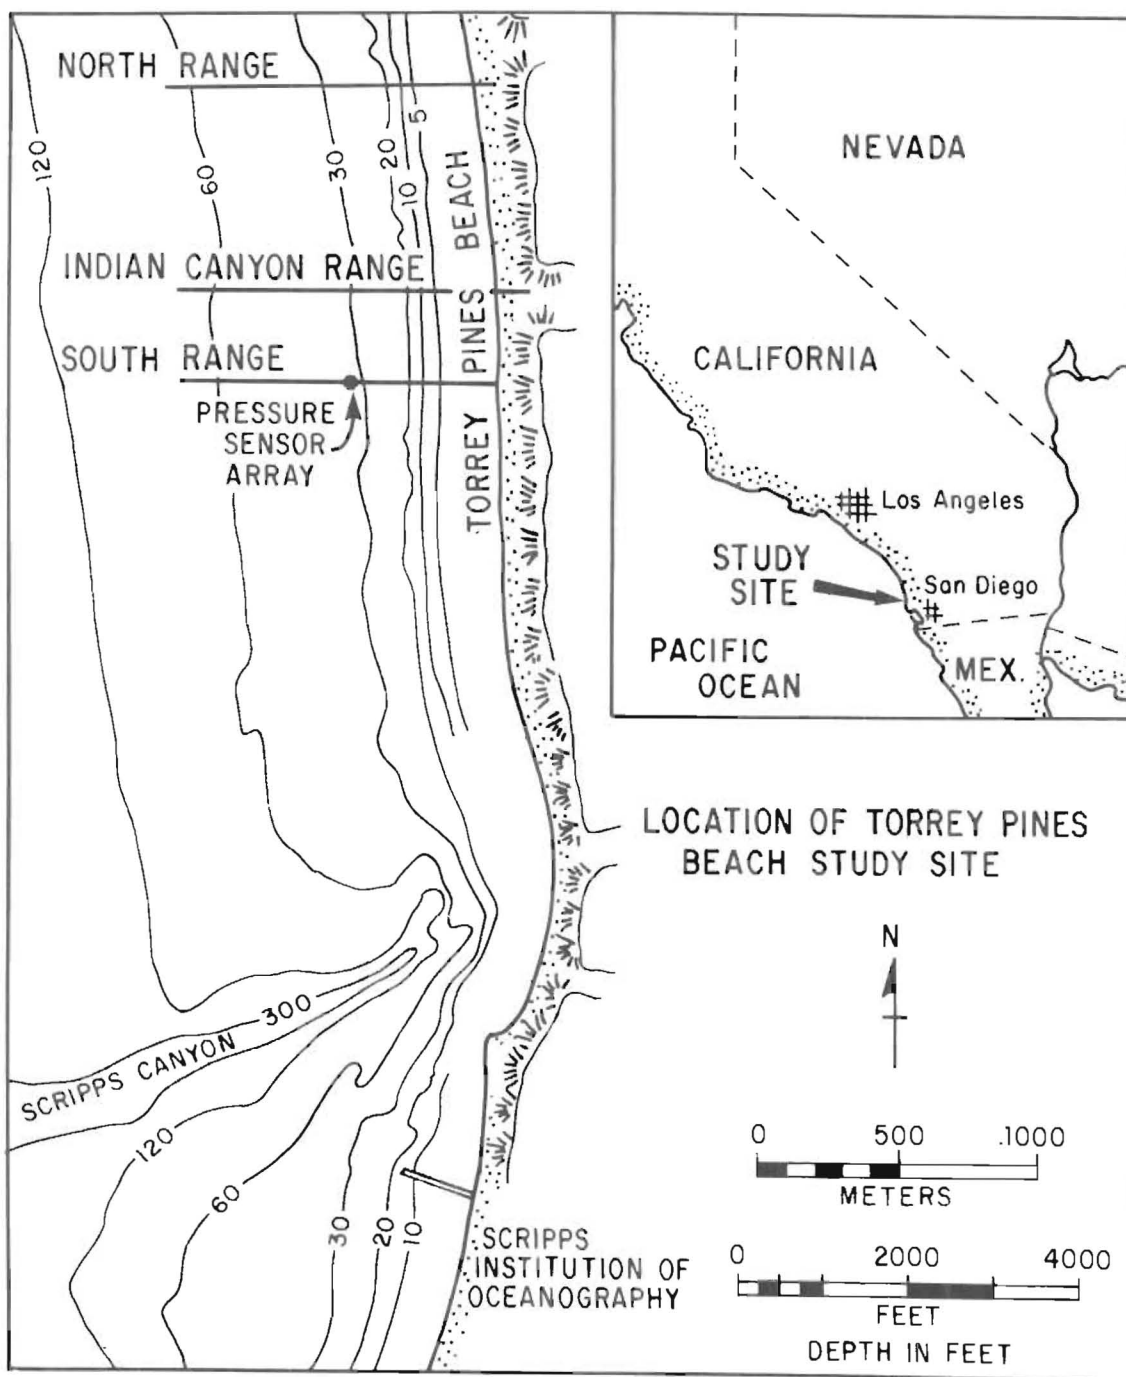 NORTH RANGE
120
60
30
20
10
5
INDIAN CANYON RANGE
SOUTH RANGE
PRESSURE
SENSOR
ARRAY
TORREY PINES BEACH
300
SCRIPPS CANYON
120
60
30
20
10
SCRIPPS
INSTITUTION OF
OCEANOGRAPHY
NEVADA
CALIFORNIA
Los Angeles
STUDY
SITE
San Diego
PACIFIC
OCEAN
MEX.
LOCATION OF TORREY PINES
BEACH STUDY SITE
N
0 500 .1000
METERS
0 2000 4000
FEET
DEPTH IN FEET